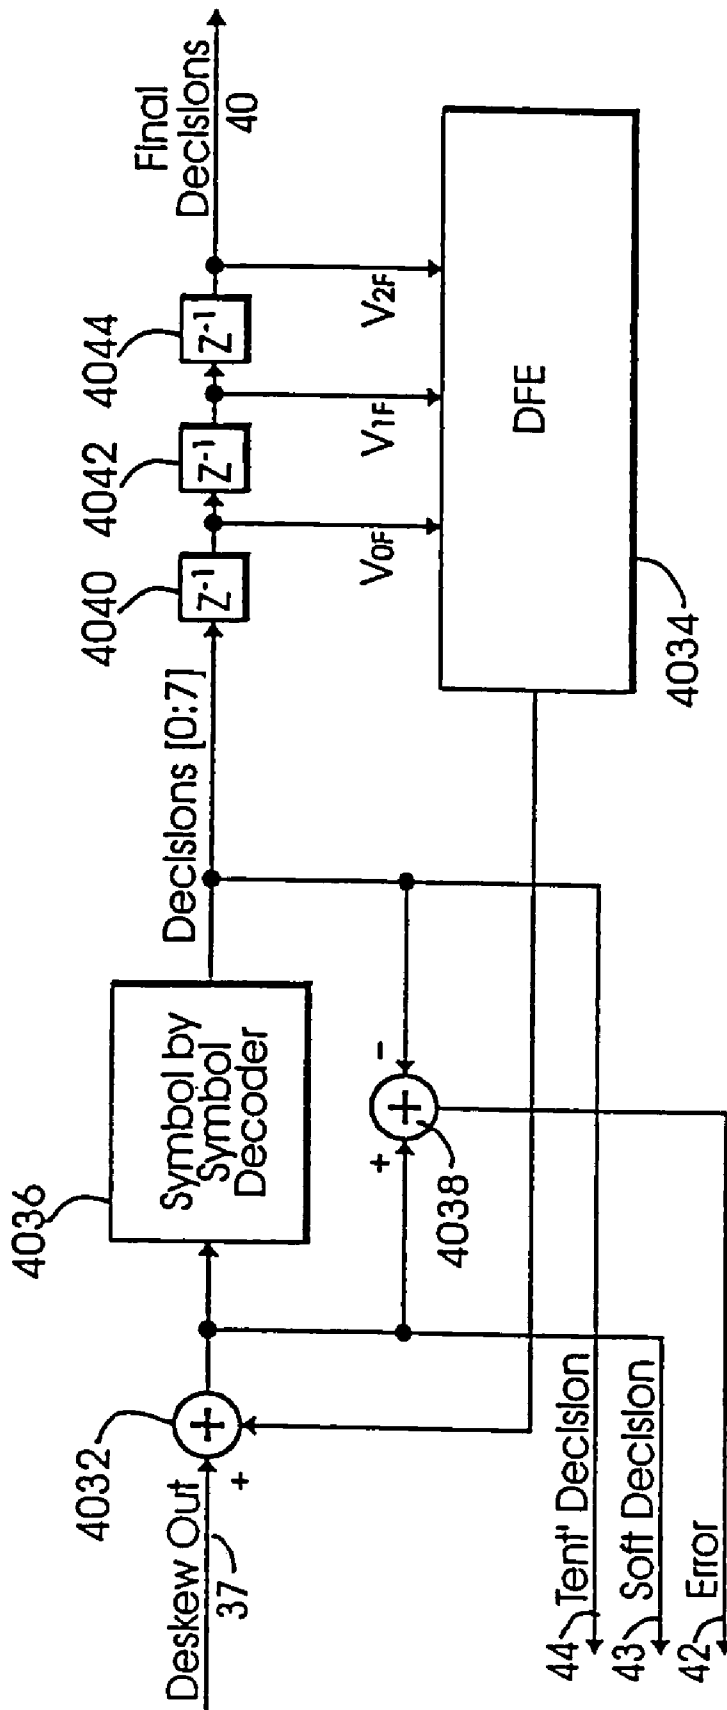 Deskew Out
37
+
4032
+
4036
Symbol by
Symbol
Decoder
Decisions [0:7]
4040
Z-1
4042
Z-1
4044
Z-1
Final
Decisions
40
V0F
V1F
V2F
DFE
4034
+
-
+
4038
44
Tent' Decision
43
Soft Decision
42
Error